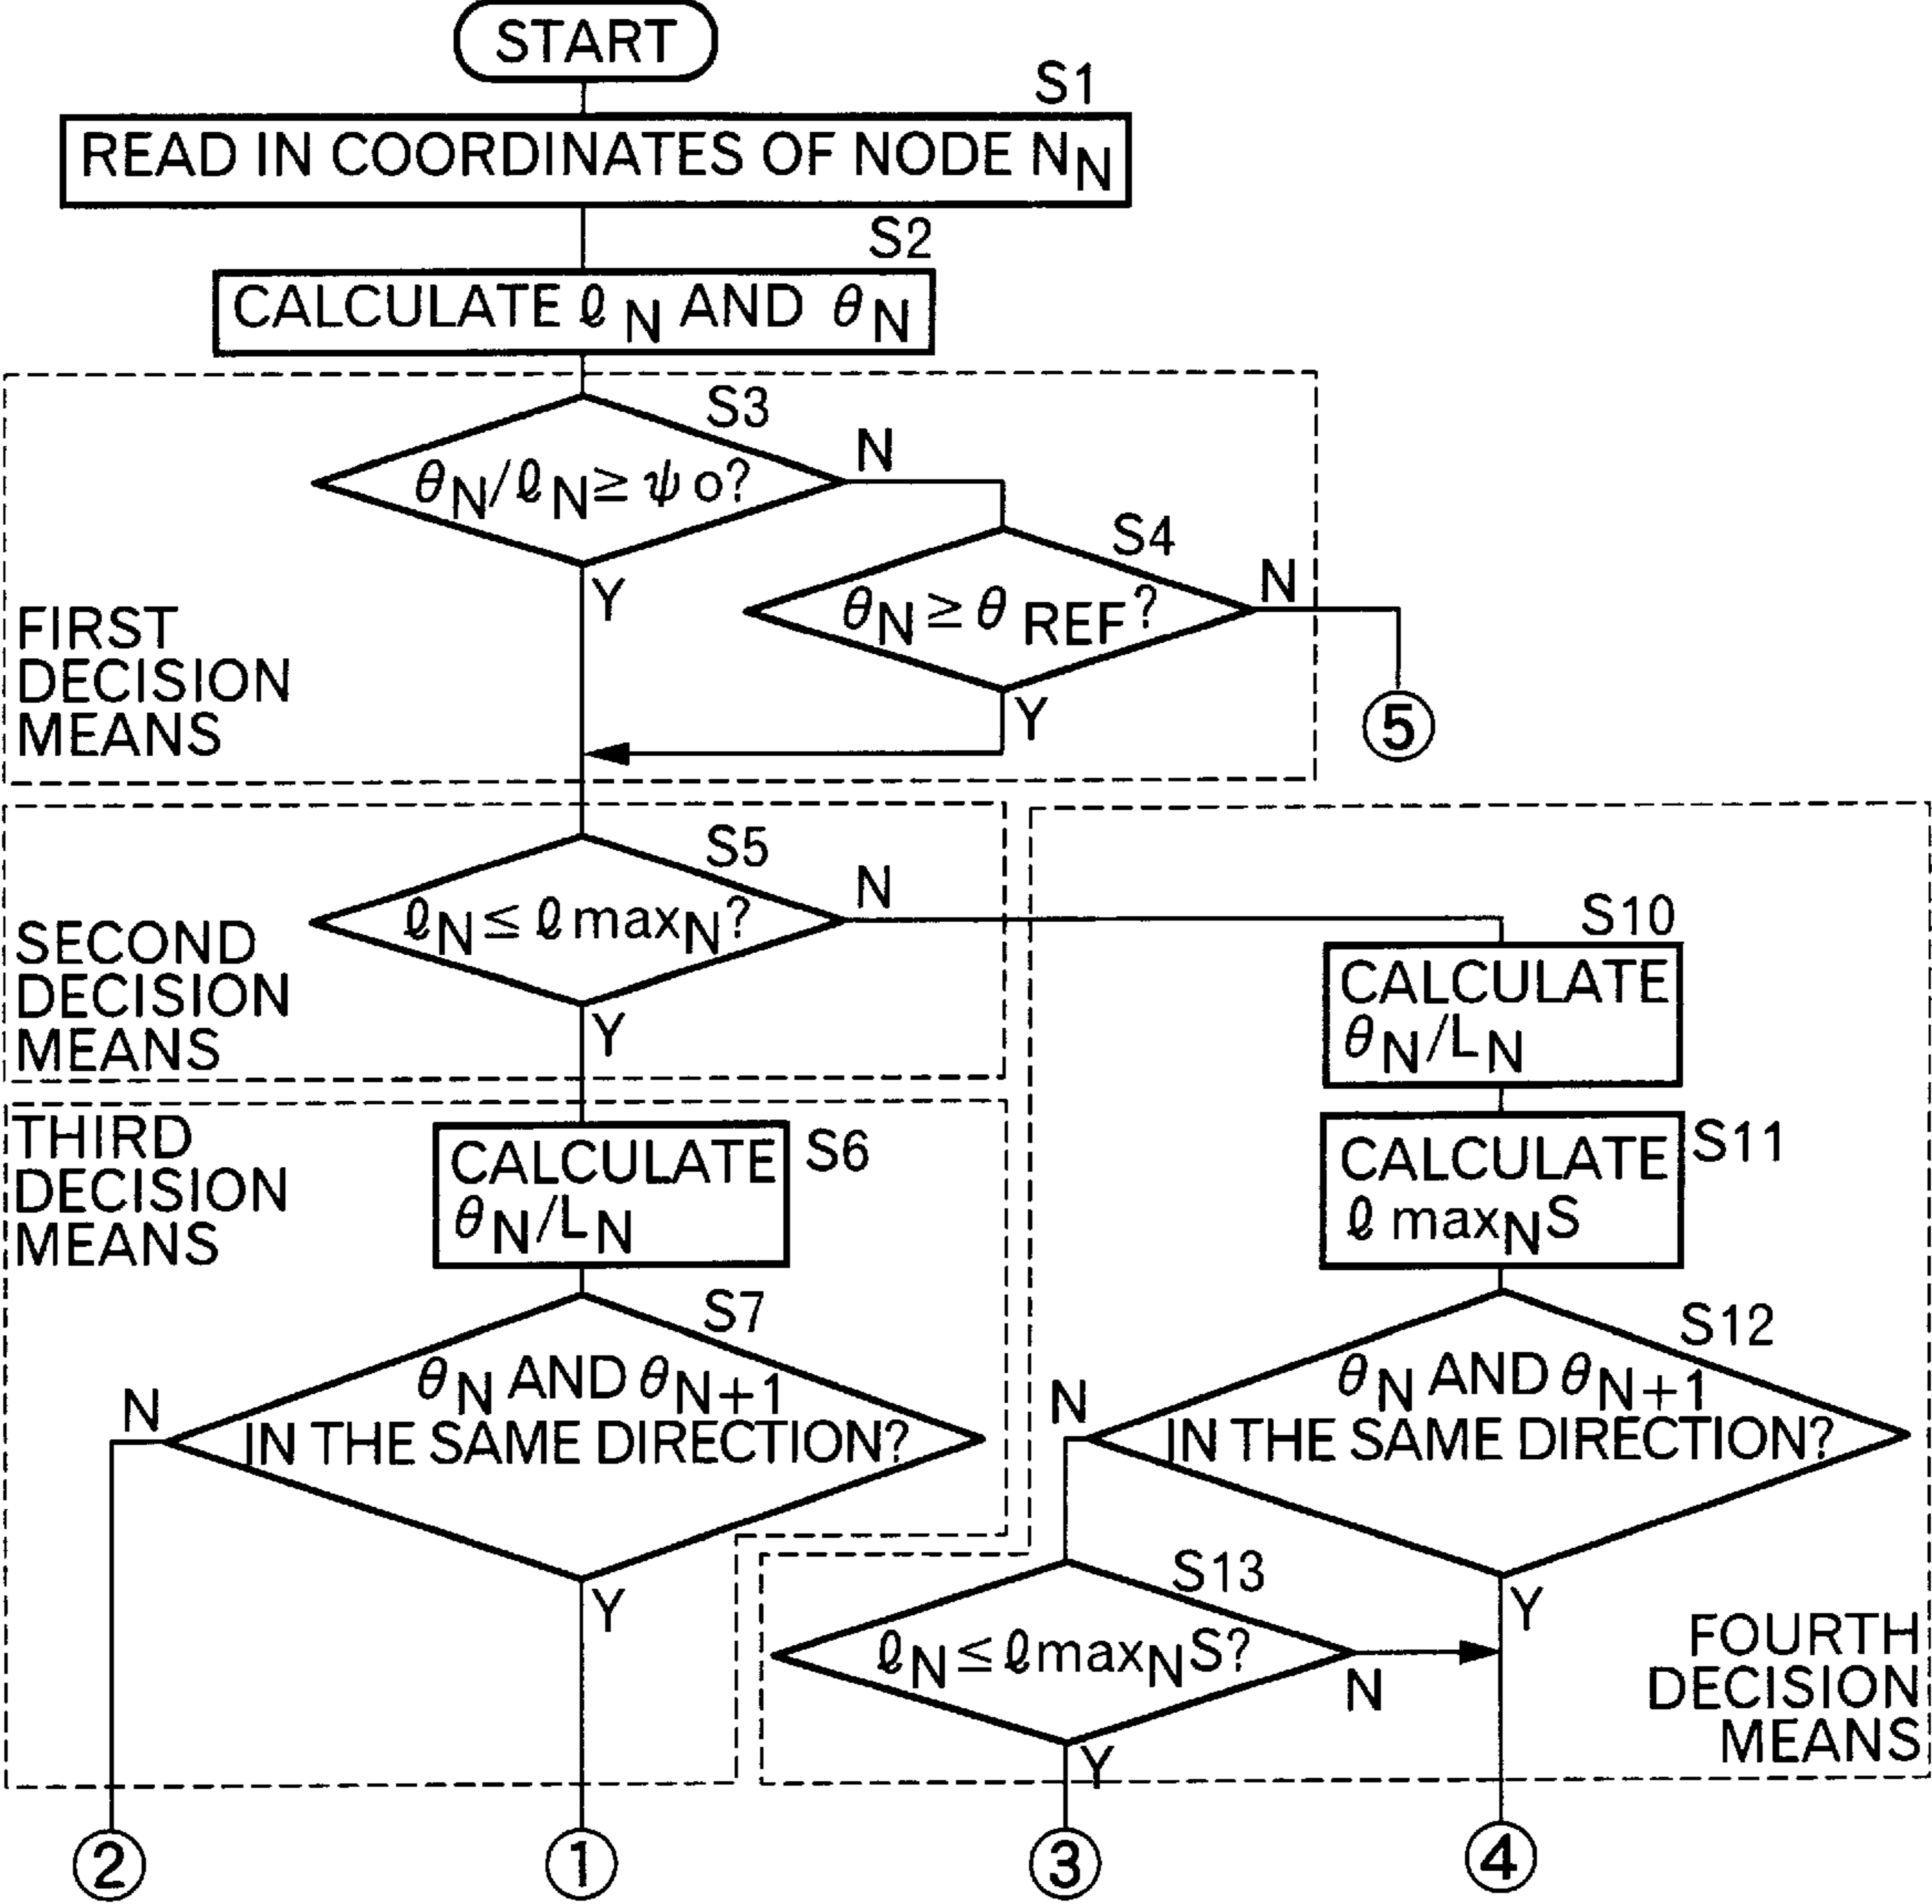 START
S1
READ IN COORDINATES OF NODE NN
S2
CALCULATE ℓN AND θN
S3
θN/ℓN ≥ ψo?
N
Y
S4
θN ≥ θREF?
N
Y
FIRST
DECISION
MEANS
5
S5
ℓN ≤ ℓmaxN?
N
Y
SECOND
DECISION
MEANS
S10
CALCULATE
θN/LN
THIRD
DECISION
MEANS
S6
CALCULATE
θN/LN
S11
CALCULATE
ℓmaxNS
S7
θN AND θN+1
IN THE SAME DIRECTION?
N
Y
S12
θN AND θN+1
IN THE SAME DIRECTION?
N
Y
S13
ℓN ≤ ℓmaxNS?
N
Y
FOURTH
DECISION
MEANS
2
1
3
4